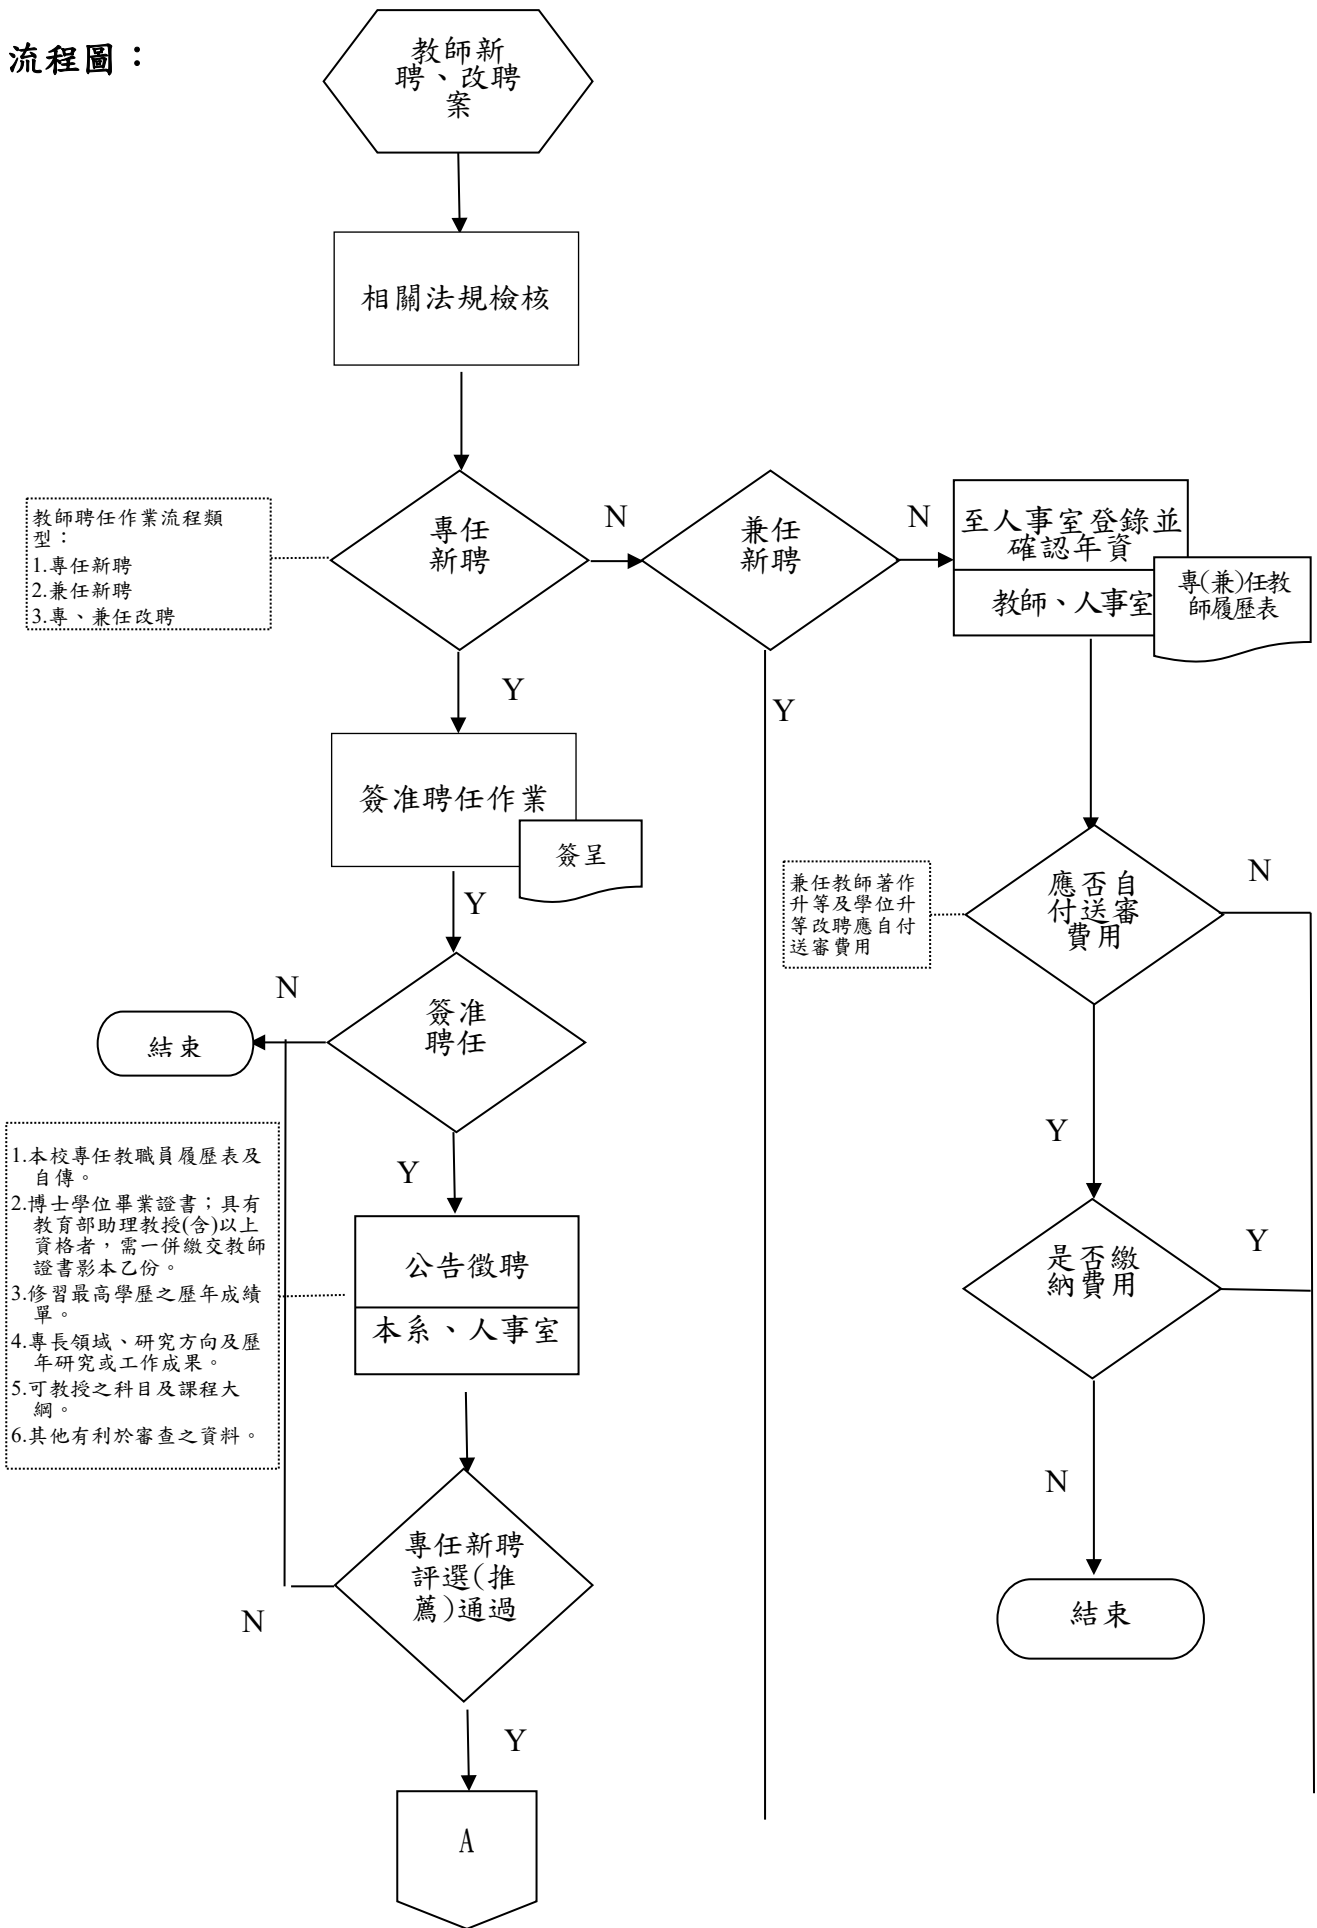 流程圖：
教師新
聘、改聘
案
相關法規檢核
教師聘任作業流程類
型：
1.專任新聘
2.兼任新聘
3.專、兼任改聘
專任
新聘
N
兼任
新聘
N
至人事室登錄並
確認年資
教師、人事室
專(兼)任教
師履歷表
Y
Y
簽准聘任作業
簽呈
Y
兼任教師著作
升等及學位升
等改聘應自付
送審費用
應否自
付送審
費用
N
N
簽准
聘任
結束
Y
Y
1.本校專任教職員履歷表及
自傳。
2.博士學位畢業證書；具有
教育部助理教授(含)以上
資格者，需一併繳交教師
證書影本乙份。
3.修習最高學歷之歷年成績
單。
4.專長領域、研究方向及歷
年研究或工作成果。
5.可教授之科目及課程大
綱。
6.其他有利於審查之資料。
公告徵聘
本系、人事室
是否繳
納費用
Y
N
專任新聘
評選(推
薦)通過
N
結束
Y
A